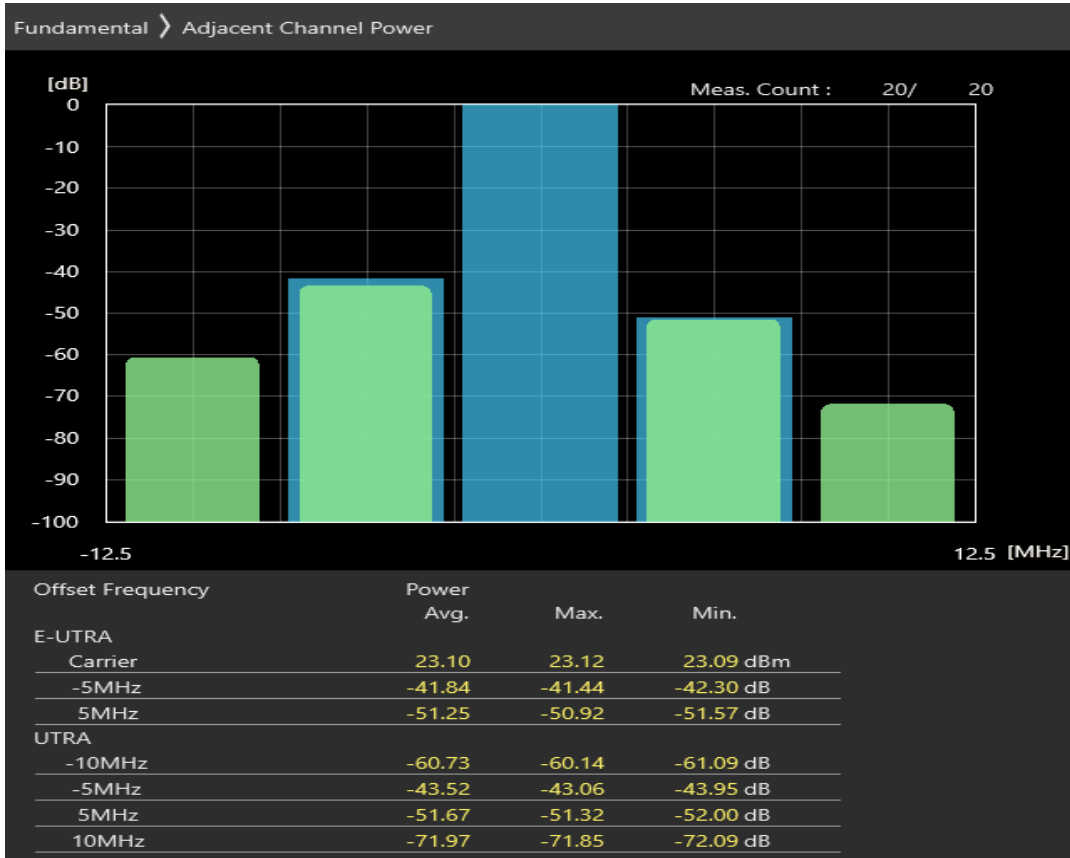 Fundamental 〉 Adjacent Channel Power
[dB]
Meas. Count : 20/ 20
0
-10
-20
-30
-40
-50
-60
-70
-80
-90
-100
-12.5 12.5 [MHz]
Offset Frequency Power
Avg. Max. Min.
E-UTRA
Carrier 23.10 23.12 23.09 dBm
-5MHz -41.84 -41.44 -42.30 dB
5MHz -51.25 -50.92 -51.57 dB
UTRA
-10MHz -60.73 -60.14 -61.09 dB
-5MHz -43.52 -43.06 -43.95 dB
5MHz -51.67 -51.32 -52.00 dB
10MHz -71.97 -71.85 -72.09 dB